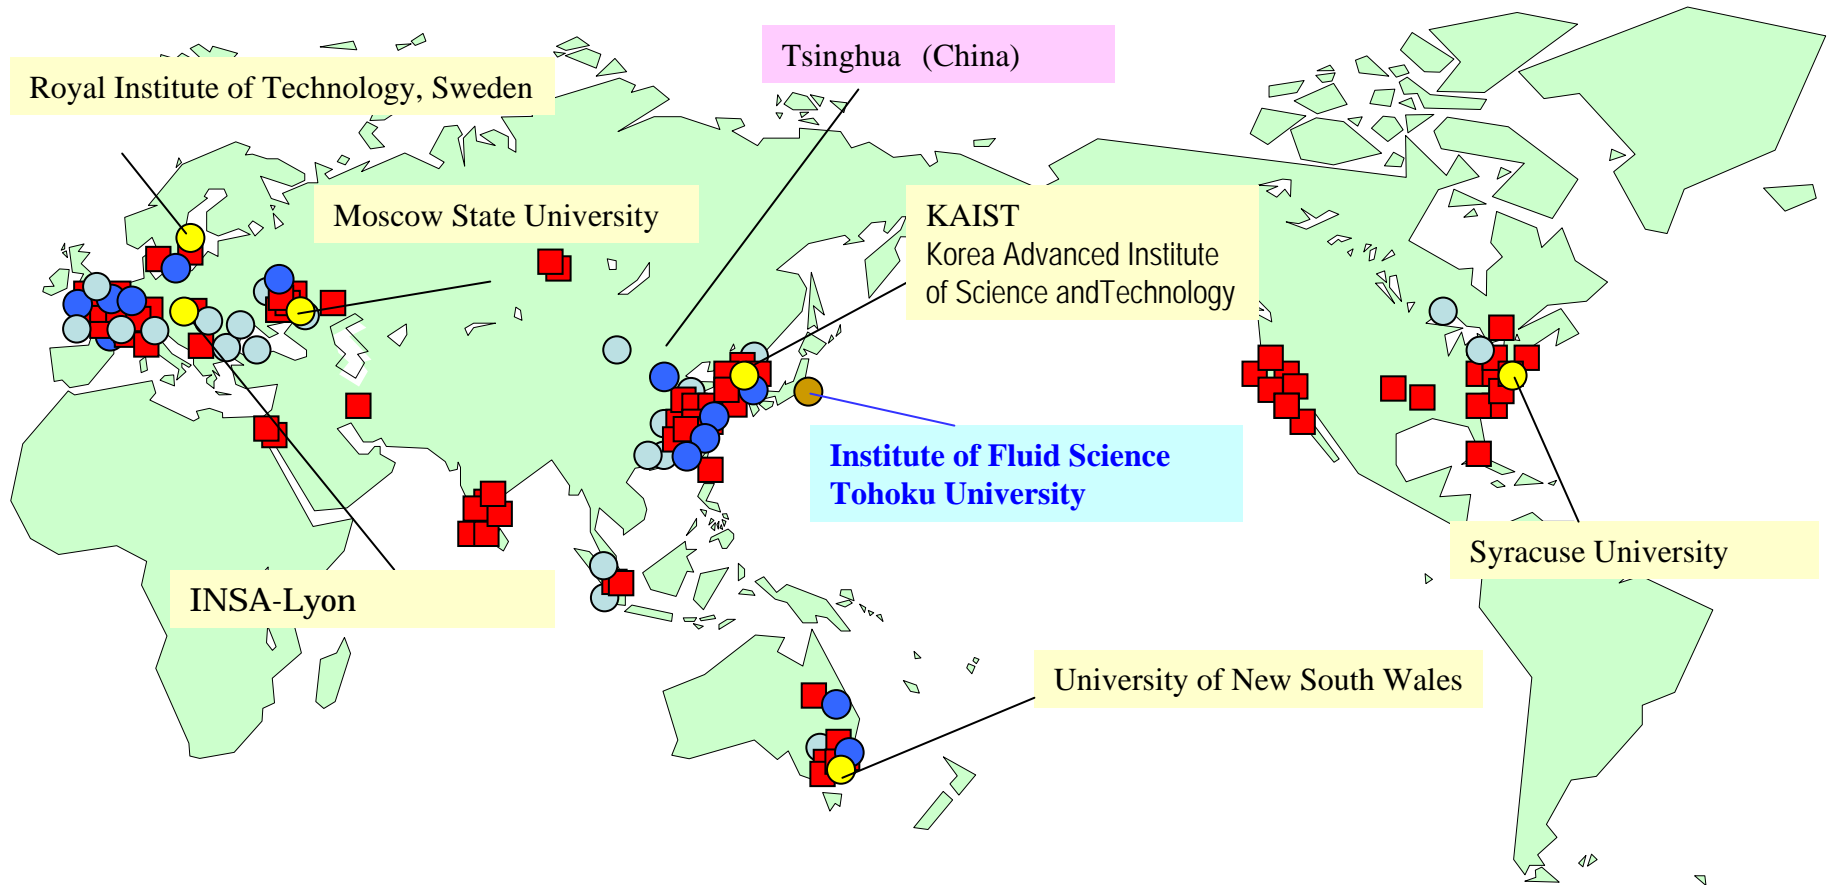 Tsinghua (China)
Royal Institute of Technology, Sweden
Moscow State University
KAIST
Korea Advanced Institute
of Science andTechnology
Institute of Fluid Science
Tohoku University
Syracuse University
INSA-Lyon
University of New South Wales